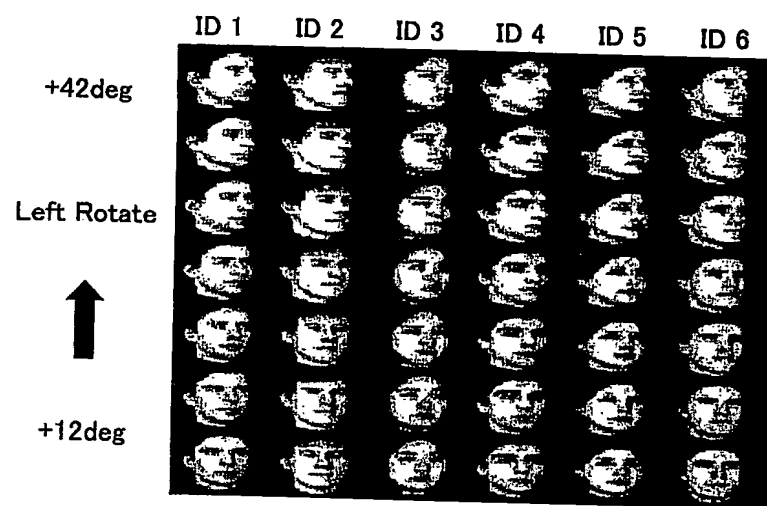 ID 1 ID 2 ID 3 ID 4 ID 5 ID 6
+42deg
Left Rotate
+12deg